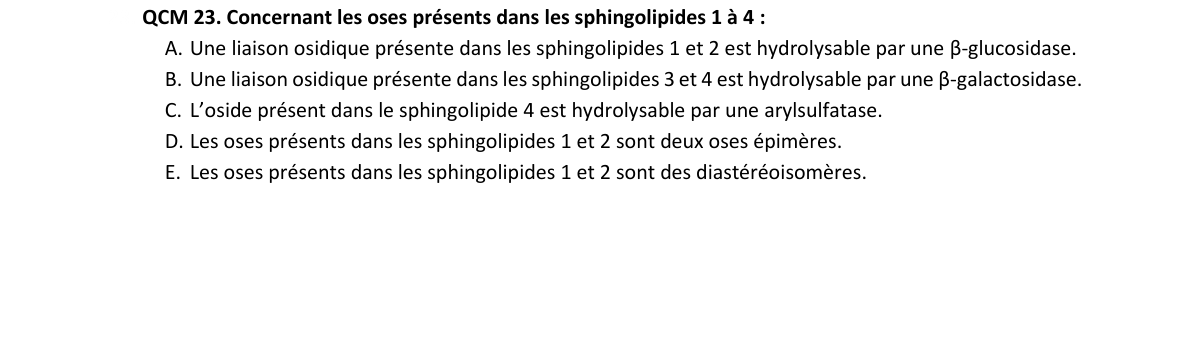 QCM 23. Concernant les oses présents dans les sphingolipides 1 à 4 :
A. Une liaison osidique présente dans les sphingolipides 1 et 2 est hydrolysable par une β-glucosidase.
B. Une liaison osidique présente dans les sphingolipides 3 et 4 est hydrolysable par une β-galactosidase.
C. L’oside présent dans le sphingolipide 4 est hydrolysable par une arylsulfatase.
D. Les oses présents dans les sphingolipides 1 et 2 sont deux oses épimères.
E. Les oses présents dans les sphingolipides 1 et 2 sont des diastéréoisomères.